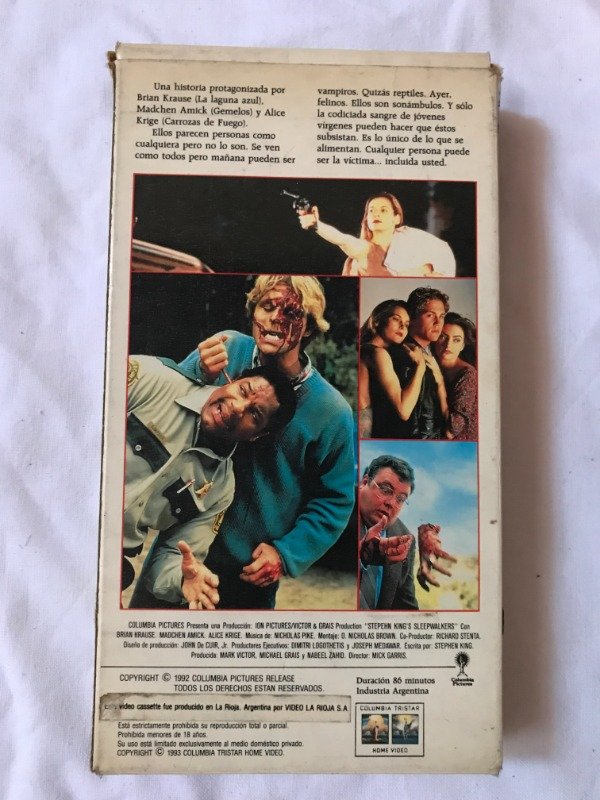 Una historia protagonizada por
Brian Krause (La laguna azul),
Madchen Amick (Gemelos) y Alice
Krige (Carrozas de Fuego).
Ellos parecen personas como
cualquiera pero no lo son. Se ven
como todos pero mañana pueden ser
vampiros. Quizás reptiles. Ayer,
felinos. Ellos son sonámbulos. Y sólo
la codiciada sangre de jóvenes
vírgenes pueden hacer que éstos
subsistan. Es lo único de lo que se
alimentan. Cualquier persona puede
ser la víctima... incluida usted.
COLUMBIA PICTURES Presenta una Producción: ION PICTURES/VICTOR & GRAIS Production "STEPEHN KING'S SLEEPWALKERS" Con
BRIAN KRAUSE. MADCHEN AMICK. ALICE KRIGE. Música de: NICHOLAS PIKE. Montaje: O. NICHOLAS BROWN. Co-Productor: RICHARD STENTA.
Diseño de producción: JOHN De CUIR, Jr. Productores Ejecutivos: DIMITRI LOGOTHETIS y JOSEPH MEDAWAR. Escrita por: STEPHEN KING.
Producida: MARK VICTOR, MICHAEL GRAIS y NABEEL ZAHID. Director: MICK GARRIS.
Columbia
Pictures
COPYRIGHT © 1992 COLUMBIA PICTURES RELEASE
TODOS LOS DERECHOS ESTAN RESERVADOS.
video cassette fue producido en La Rioja, Argentina por VIDEO LA RIOJA S.A.
Está estrictamente prohibida su reproducción total o parcial.
Prohibida menores de 18 años.
Su uso está limitado exclusivamente al medio doméstico privado.
COPYRIGHT © 1993 COLUMBIA TRISTAR HOME VIDEO.
Duración 86 minutos
Industria Argentina
COLUMBIA TRISTAR
HOME VIDEO